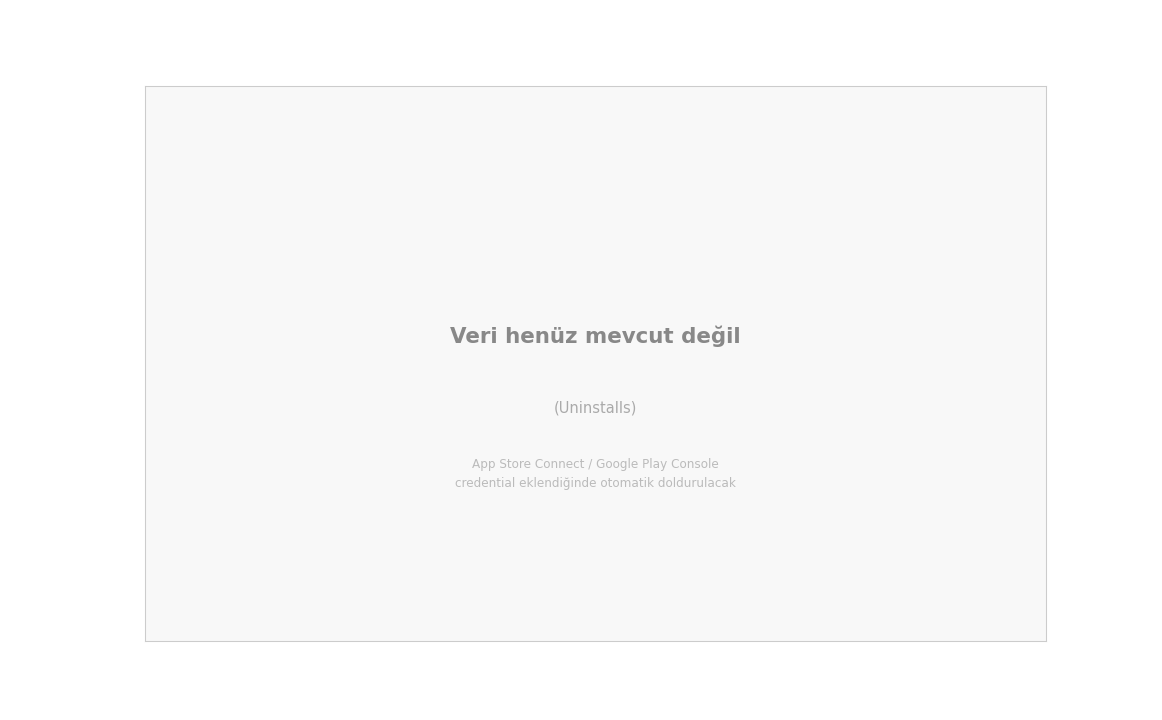 Veri henüz mevcut değil
(Uninstalls)
App Store Connect / Google Play Console
credential eklendiğinde otomatik doldurulacak